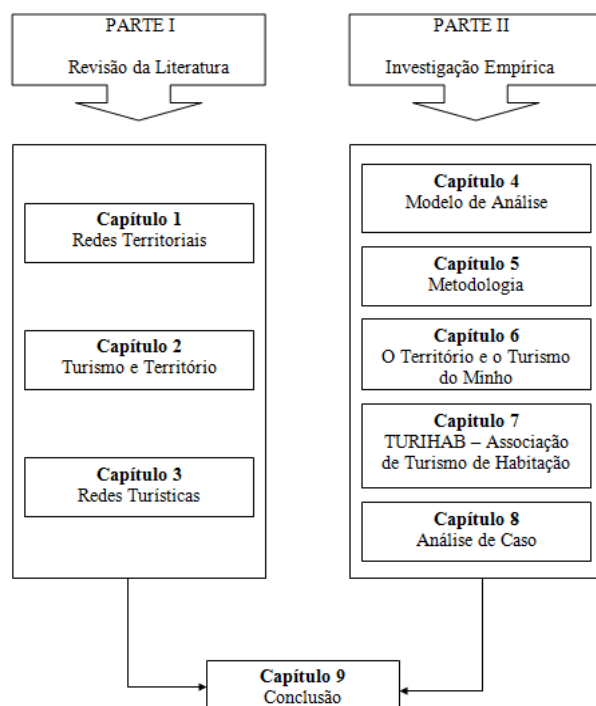 PARTE I
Revisão da Literatura
Capítulo 1
Redes Territoriais
Capítulo 2
Turismo e Território
Capítulo 3
Redes Turísticas
PARTE II
Investigação Empírica
Capítulo 4
Modelo de Análise
Capítulo 5
Metodologia
Capítulo 6
O Território e o Turismo
do Minho
Capítulo 7
TURIHAB – Associação
de Turismo de Habitação
Capítulo 8
Análise de Caso
Capítulo 9
Conclusão